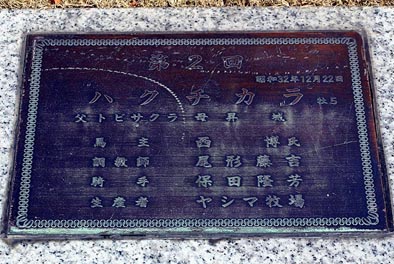 第2回
昭和32年12月22日
ハクチカラ 牡5
父トビサクラ 母昇城
馬主 西 博氏
調教師 尾形藤吉
騎手 保田隆芳
生産者 ヤシマ牧場